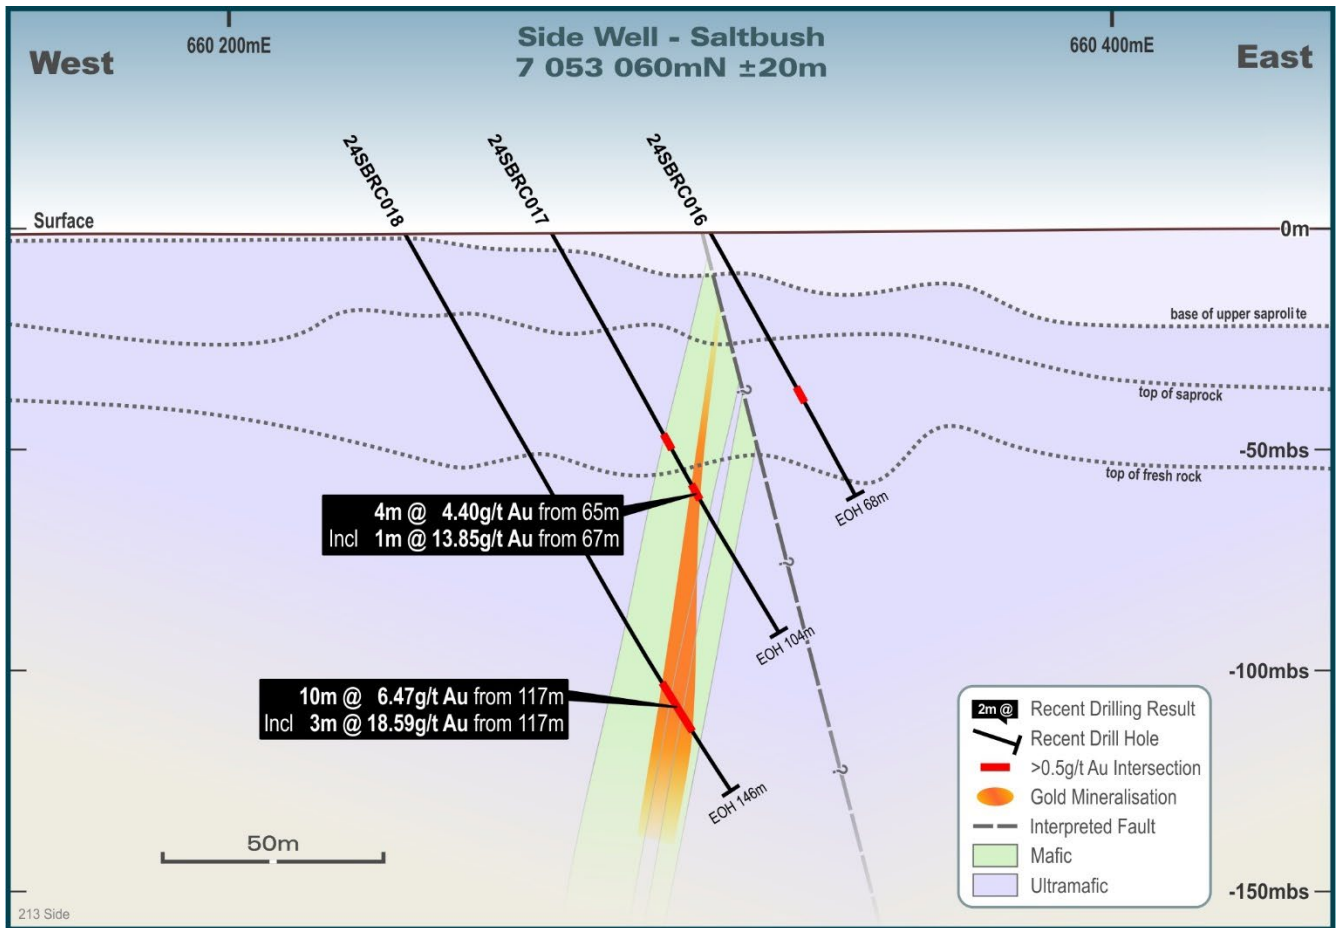 660 200mE
Side Well - Saltbush
660 400mE
West
7 053 060mN ±20m
East
24SBRC018
24SBRC017
24SBRC016
Surface
0m
base of upper saprolite
?
top of saprock
-50mbs
top of fresh rock
EOH 68m
4m @ 4.40g/t Au from 65m
Incl 1m @ 13.85g/t Au from 67m
?
EOH 104m
-100mbs
10m @ 6.47g/t Au from 117m
Incl 3m @ 18.59g/t Au from 117m
?
EOH 146m
2m @ Recent Drilling Result
Recent Drill Hole
>0.5g/t Au Intersection
Gold Mineralisation
Interpreted Fault
Mafic
Ultramafic
50m
-150mbs
213 Side